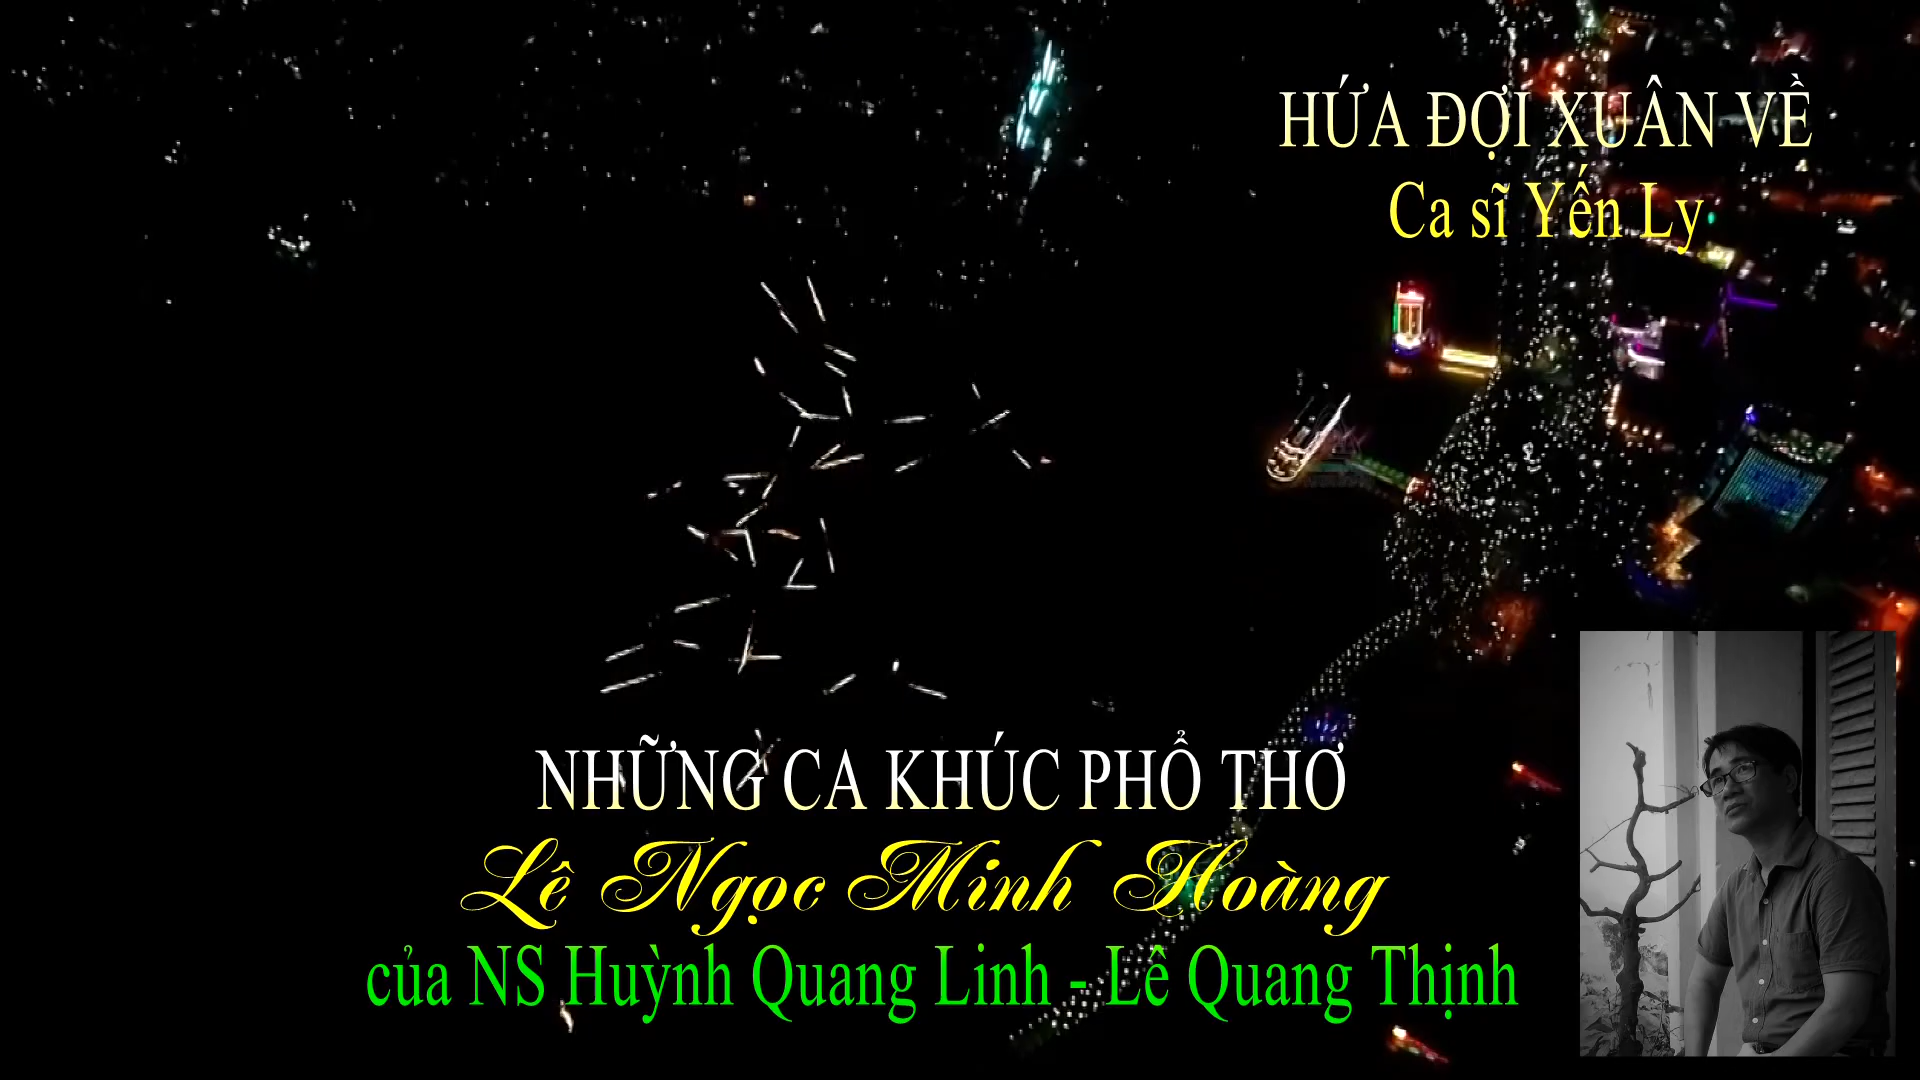 HỨA ĐỢI XUÂN VỀ
Ca sĩ Yến Ly
NHỮNG CA KHÚC PHỔ THƠ
Lê Ngọc Minh Hoàng
của NS Huỳnh Quang Linh - Lê Quang Thịnh